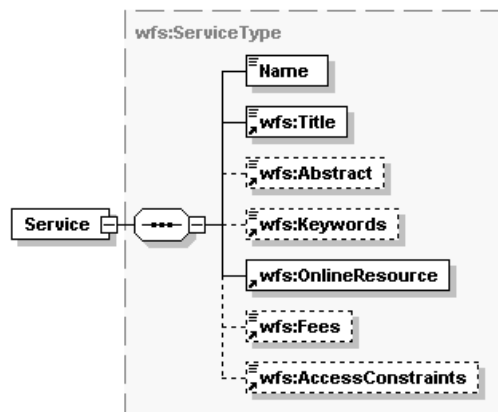 wfs:ServiceType
Name
wfs:Title
wfs:Abstract
wfs:Keywords
Service
wfs:OnlineResource
wfs:Fees
wfs:AccessConstraints